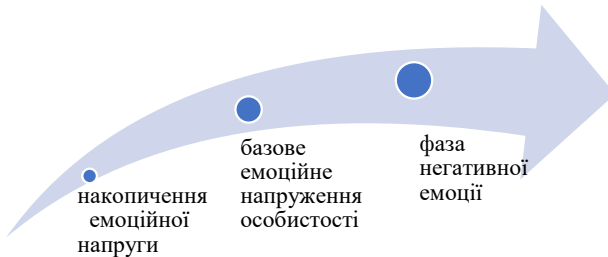 накопичення
емоційної
напруги
базове
емоційне
напруження
особистості
фаза
негативної
емоції